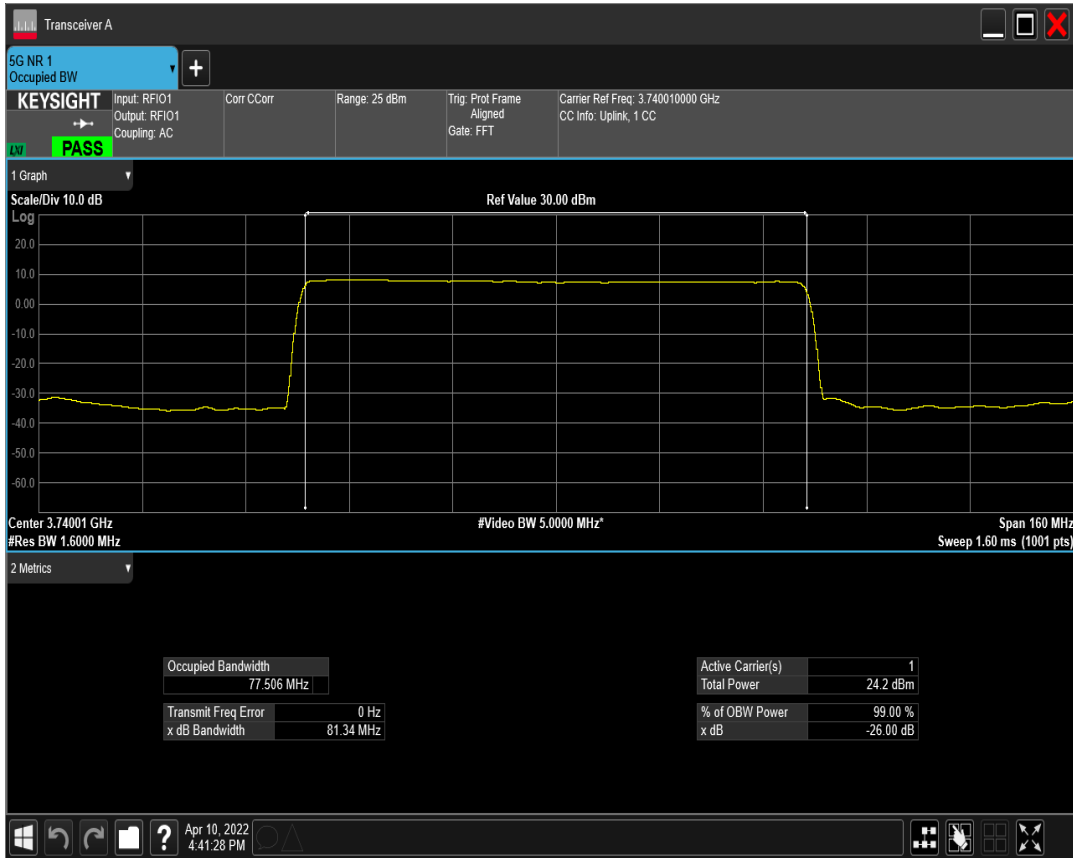 Transceiver A
5G NR 1
Occupied BW
+
KEYSIGHT
LXI
PASS
Input: RFIO1
Output: RFIO1
Coupling: AC
Corr CCorr
Range: 25 dBm
Trig: Prot Frame
Aligned
Gate: FFT
Carrier Ref Freq: 3.740010000 GHz
CC Info: Uplink, 1 CC
1 Graph
Scale/Div 10.0 dB
Ref Value 30.00 dBm
Log
20.0
10.0
0.00
-10.0
-20.0
-30.0
-40.0
-50.0
-60.0
Center 3.74001 GHz
#Video BW 5.0000 MHz*
Span 160 MHz
#Res BW 1.6000 MHz
Sweep 1.60 ms (1001 pts)
2 Metrics
Occupied Bandwidth
77.506 MHz
Transmit Freq Error 0 Hz
x dB Bandwidth 81.34 MHz
Active Carrier(s) 1
Total Power 24.2 dBm
% of OBW Power 99.00 %
x dB -26.00 dB
?
Apr 10, 2022
4:41:28 PM